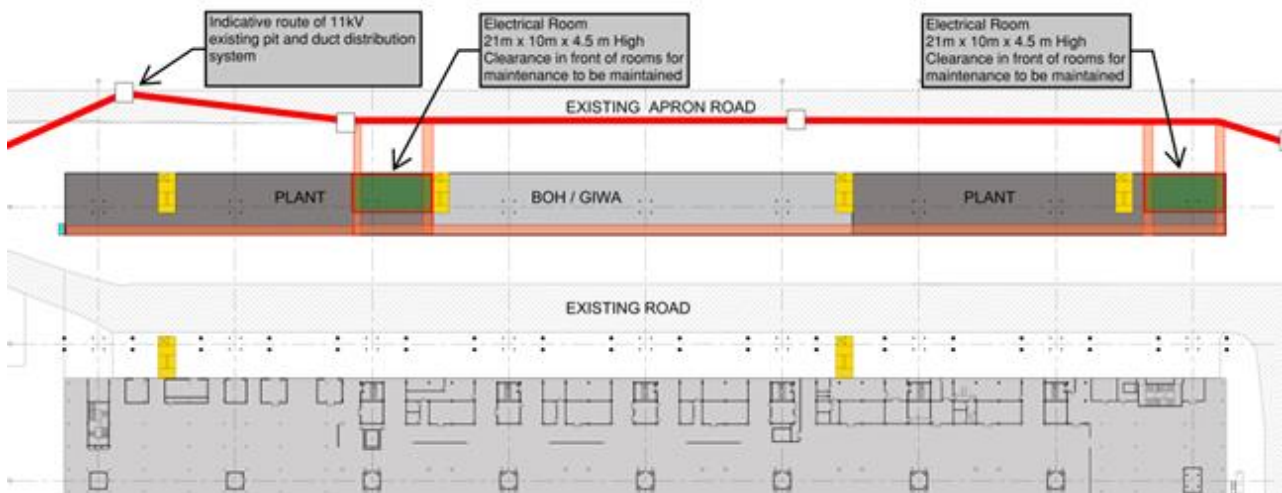 Indicative route of 11kV
existing pit and duct distribution
system
Electrical Room
21m x 10m x 4.5 m High
Clearance in front of rooms for
maintenance to be maintained
Electrical Room
21m x 10m x 4.5 m High
Clearance in front of rooms for
maintenance to be maintained
EXISTING APRON ROAD
PLANT
BOH / GIWA
PLANT
EXISTING ROAD